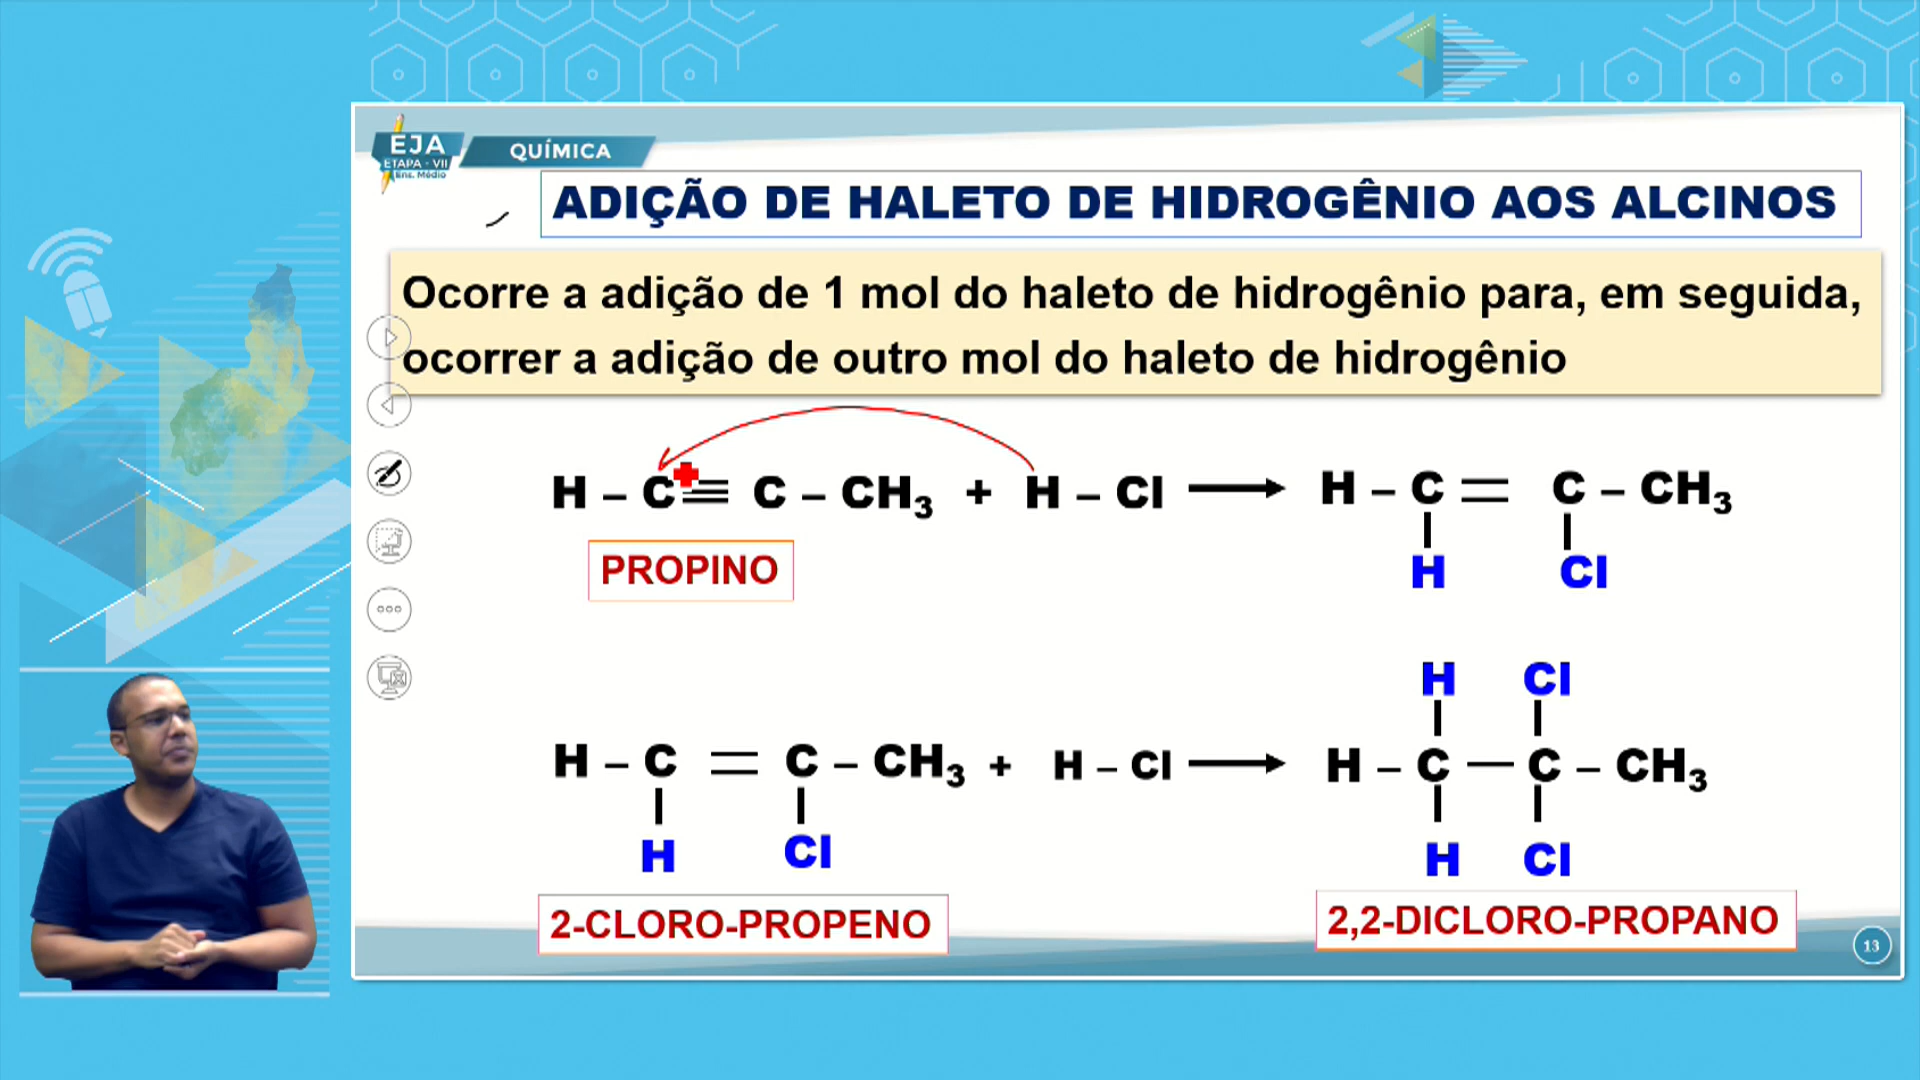 EJA
ETAPA - VII
Ens. Médio
QUÍMICA
ADIÇÃO DE HALETO DE HIDROGÊNIO AOS ALCINOS
Ocorre a adição de 1 mol do haleto de hidrogênio para, em seguida,
ocorrer a adição de outro mol do haleto de hidrogênio
H – C ≡ C – CH₃ + H – Cl ⟶ H – C = C – CH₃
H Cl
PROPINO
H Cl
H – C = C – CH₃ + H – Cl ⟶ H – C — C – CH₃
H Cl H Cl
2-CLORO-PROPENO
2,2-DICLORO-PROPANO
13